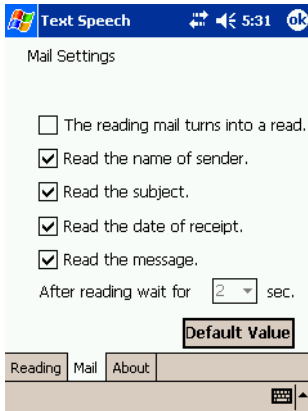 Text Speech 5:31 ok
Mail Settings
The reading mail turns into a read.
Read the name of sender.
Read the subject.
Read the date of receipt.
Read the message.
After reading wait for 2 sec.
Default Value
Reading Mail About